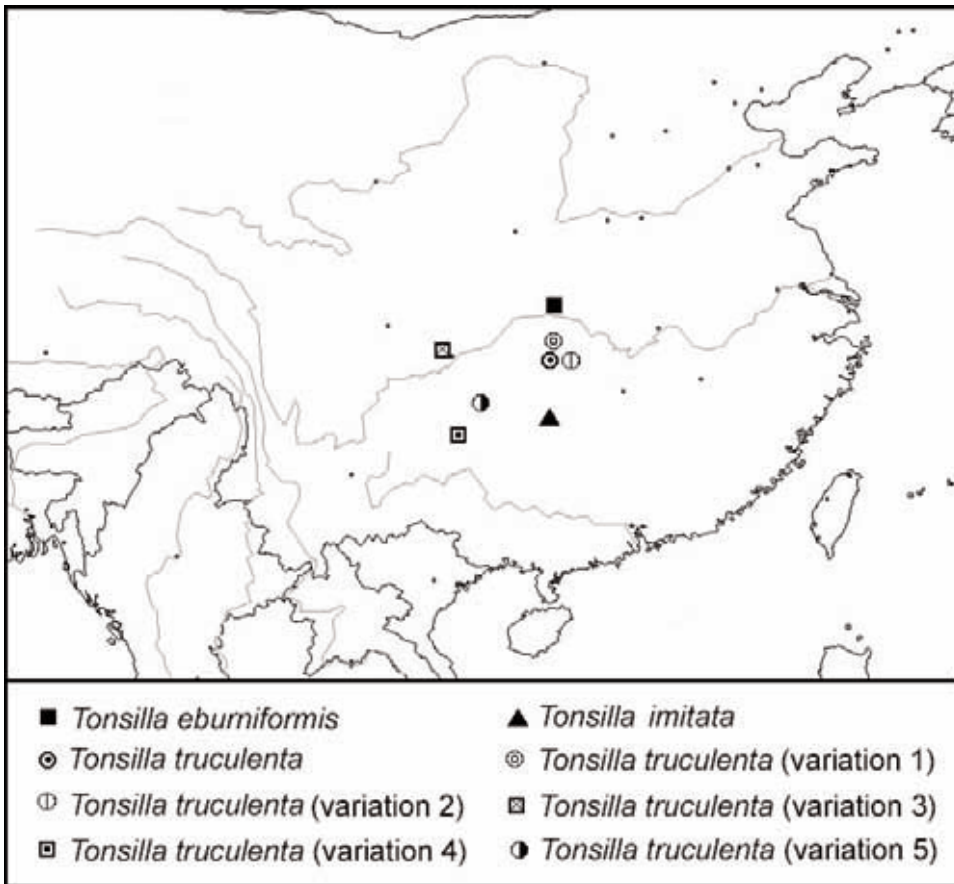 Tonsilla eburniformis
Tonsilla imitata
Tonsilla truculenta
Tonsilla truculenta (variation 1)
Tonsilla truculenta (variation 2)
Tonsilla truculenta (variation 3)
Tonsilla truculenta (variation 4)
Tonsilla truculenta (variation 5)